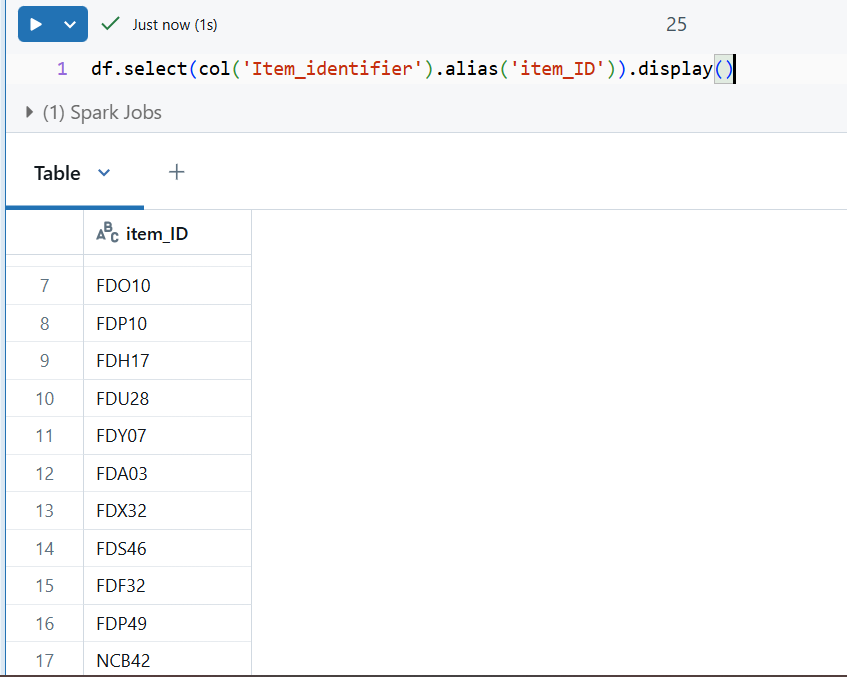 Just now (1s)
25
1 df.select(col('Item_identifier').alias('item_ID')).display()
(1) Spark Jobs
Table +
ABC item_ID
7 FDO10
8 FDP10
9 FDH17
10 FDU28
11 FDY07
12 FDA03
13 FDX32
14 FDS46
15 FDF32
16 FDP49
17 NCB42